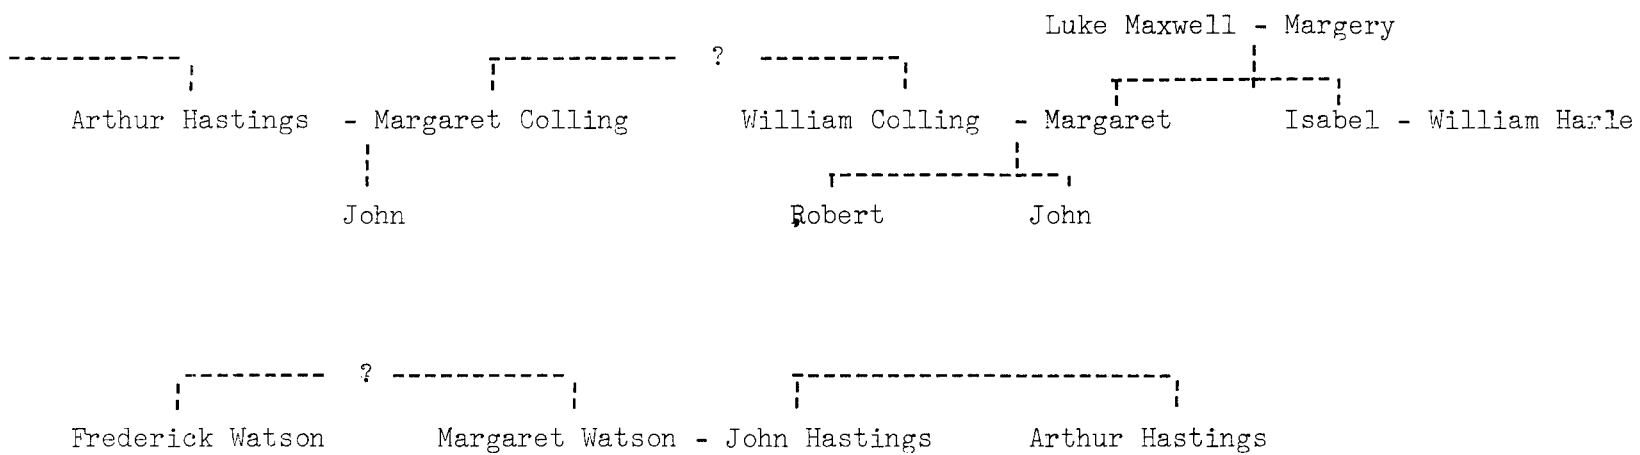 Luke Maxwell - Margery
?
Arthur Hastings - Margaret Colling William Colling - Margaret Isabel - William Harle
John Robert John
?
Frederick Watson Margaret Watson - John Hastings Arthur Hastings